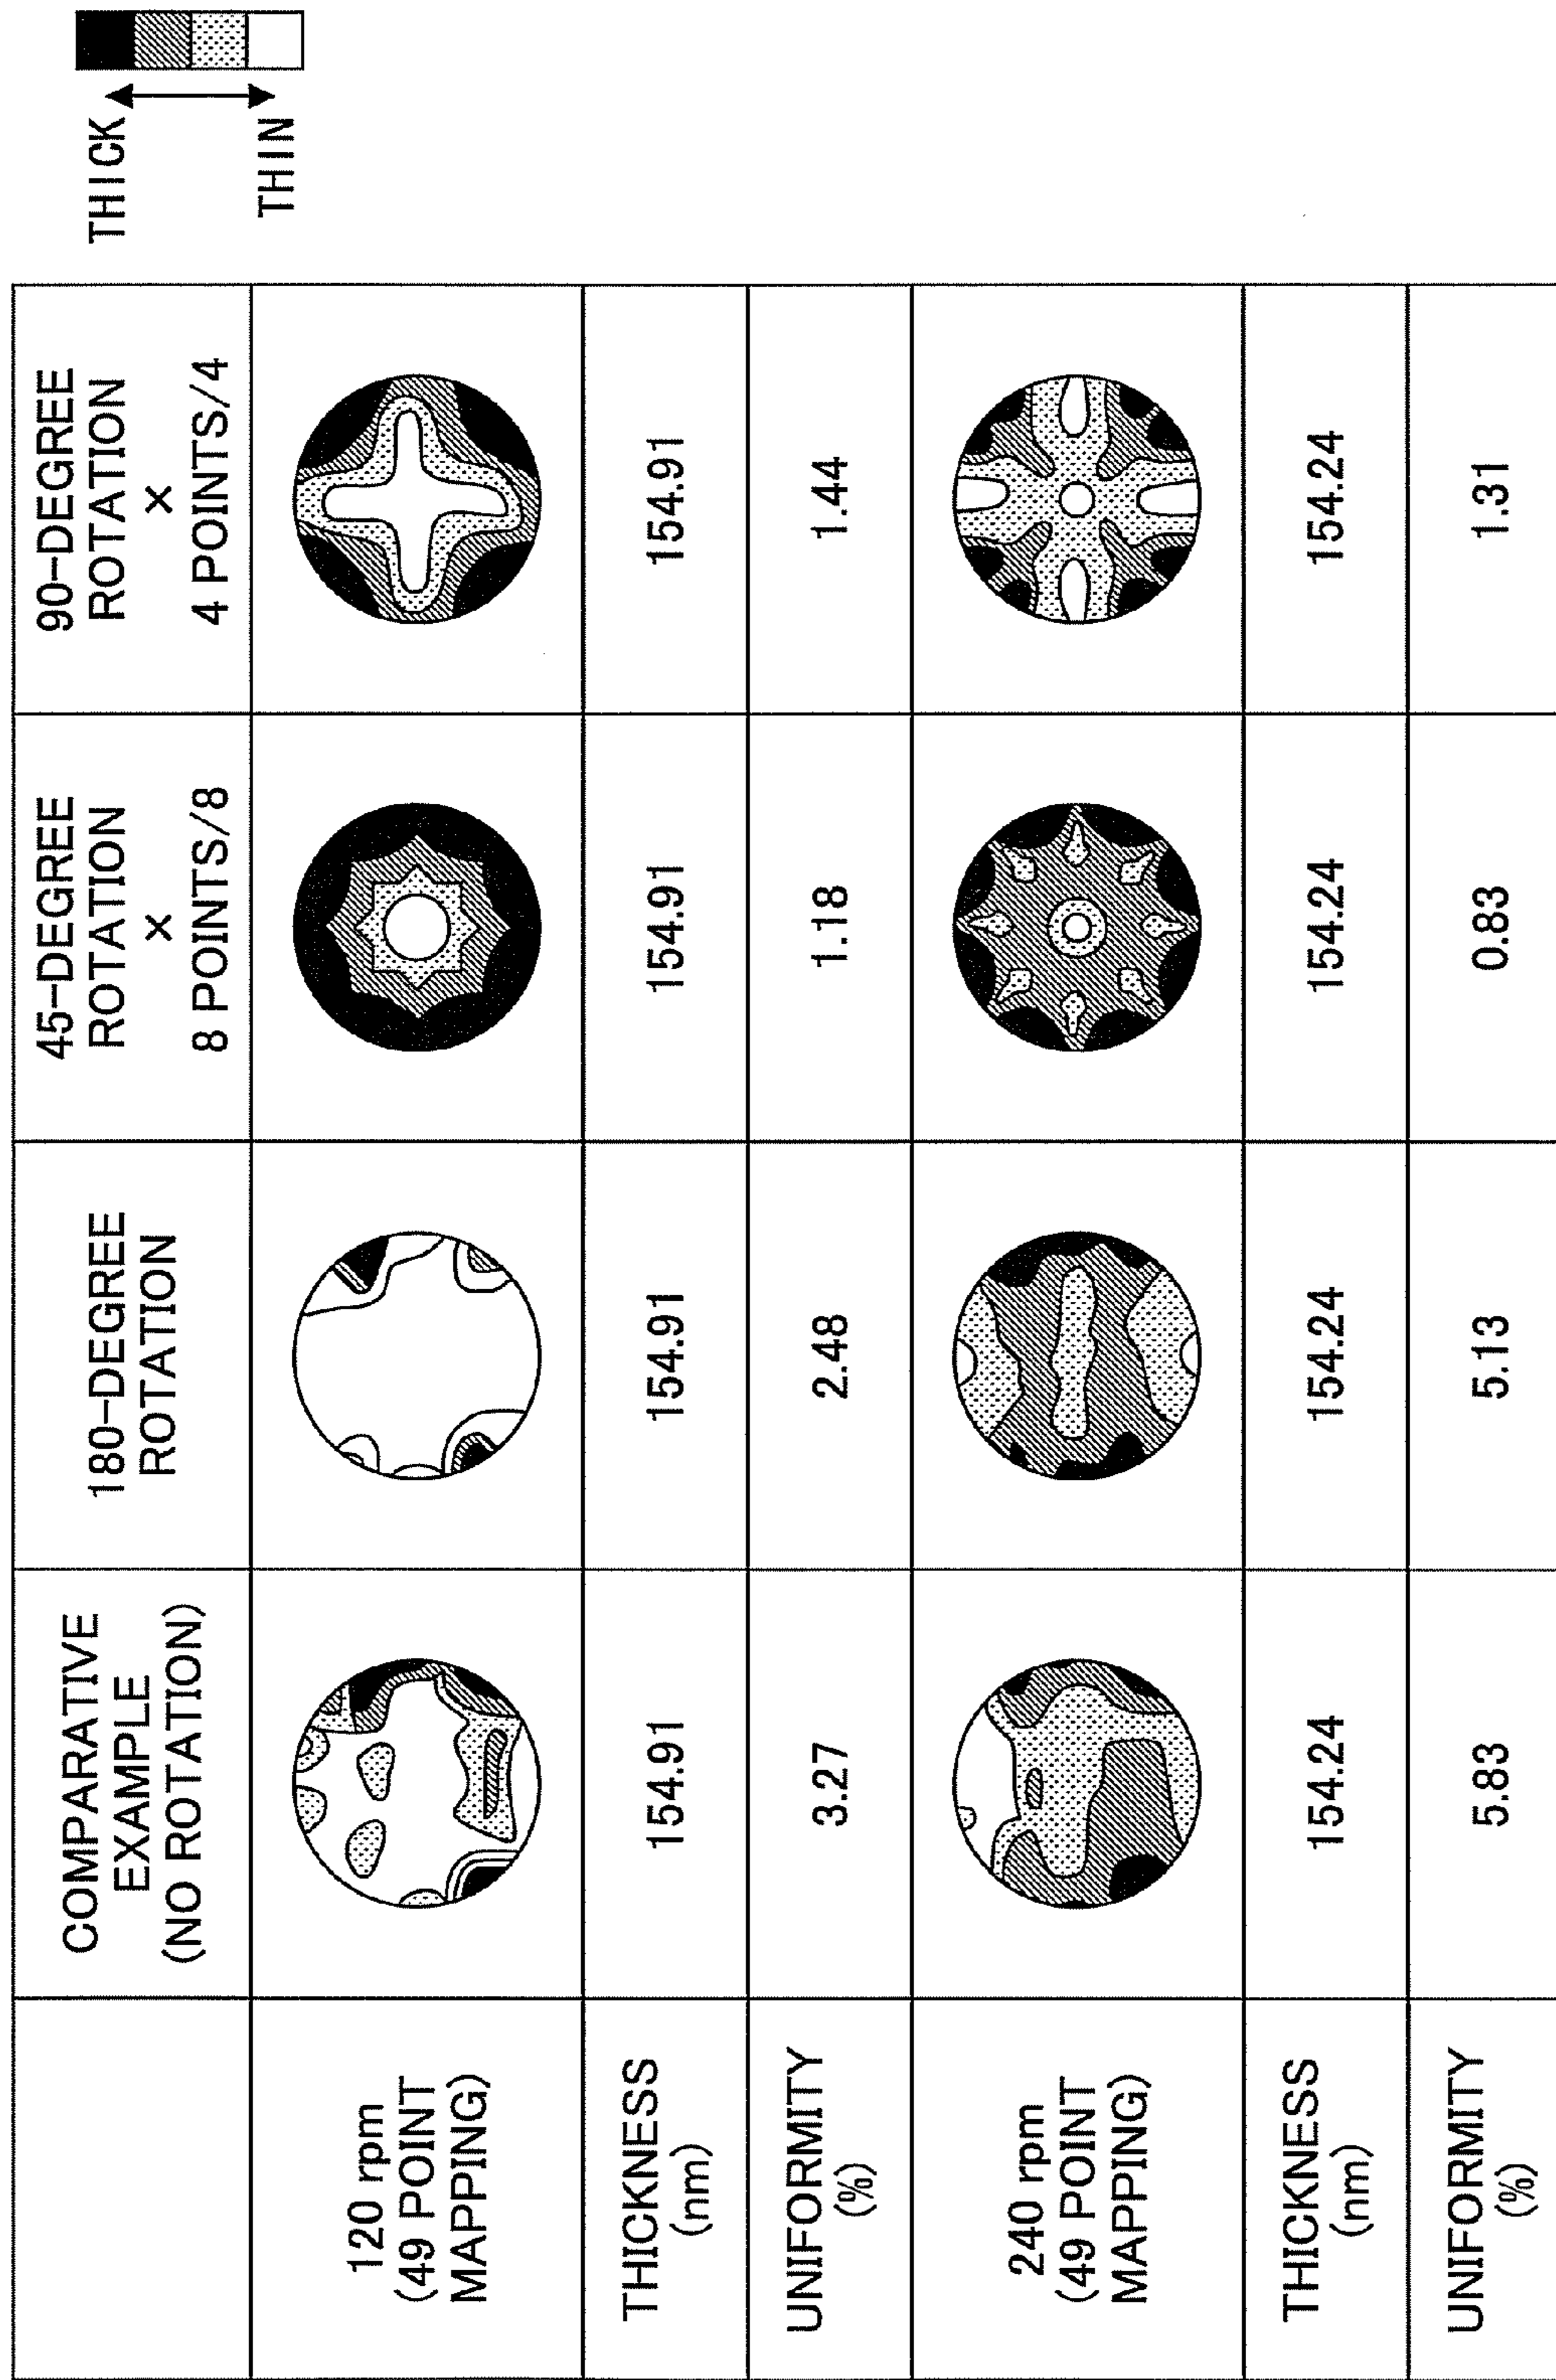 THICK
THIN
COMPARATIVE
EXAMPLE
(NO ROTATION)
180-DEGREE
ROTATION
45-DEGREE
ROTATION
×
8 POINTS/8
90-DEGREE
ROTATION
×
4 POINTS/4
120 rpm
(49 POINT
MAPPING)
THICKNESS
(nm)
154.91
154.91
154.91
154.91
UNIFORMITY
(%)
3.27
2.48
1.18
1.44
240 rpm
(49 POINT
MAPPING)
THICKNESS
(nm)
154.24
154.24
154.24
154.24
UNIFORMITY
(%)
5.83
5.13
0.83
1.31